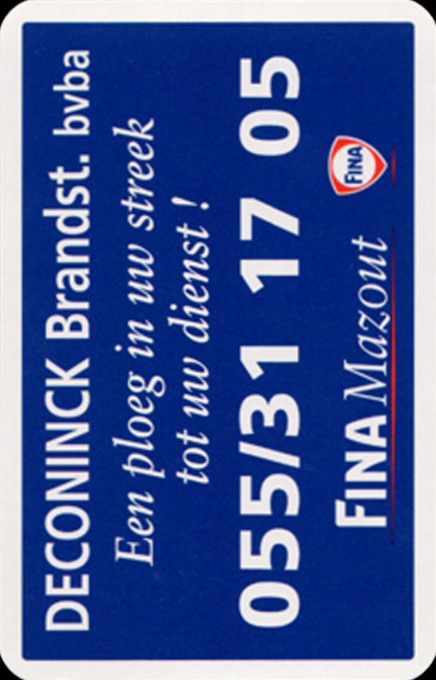 DECONINCK Brandst. bvba
Een ploeg in uw streek
tot uw dienst !
055/31 17 05
FINA Mazout
FINA